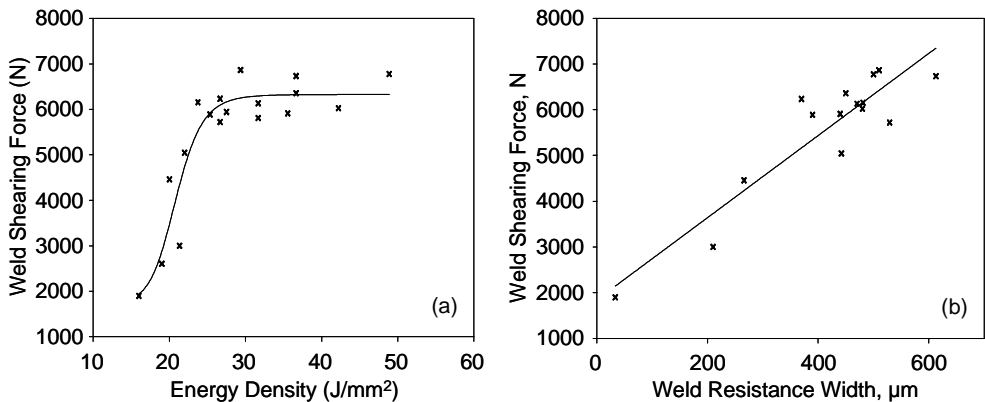 8000
7000
6000
5000
4000
3000
2000
1000
Weld Shearing Force (N)
(a)
10 20 30 40 50 60
Energy Density (J/mm²)
8000
7000
6000
5000
4000
3000
2000
1000
Weld Shearing Force, N
(b)
0 200 400 600
Weld Resistance Width, µm